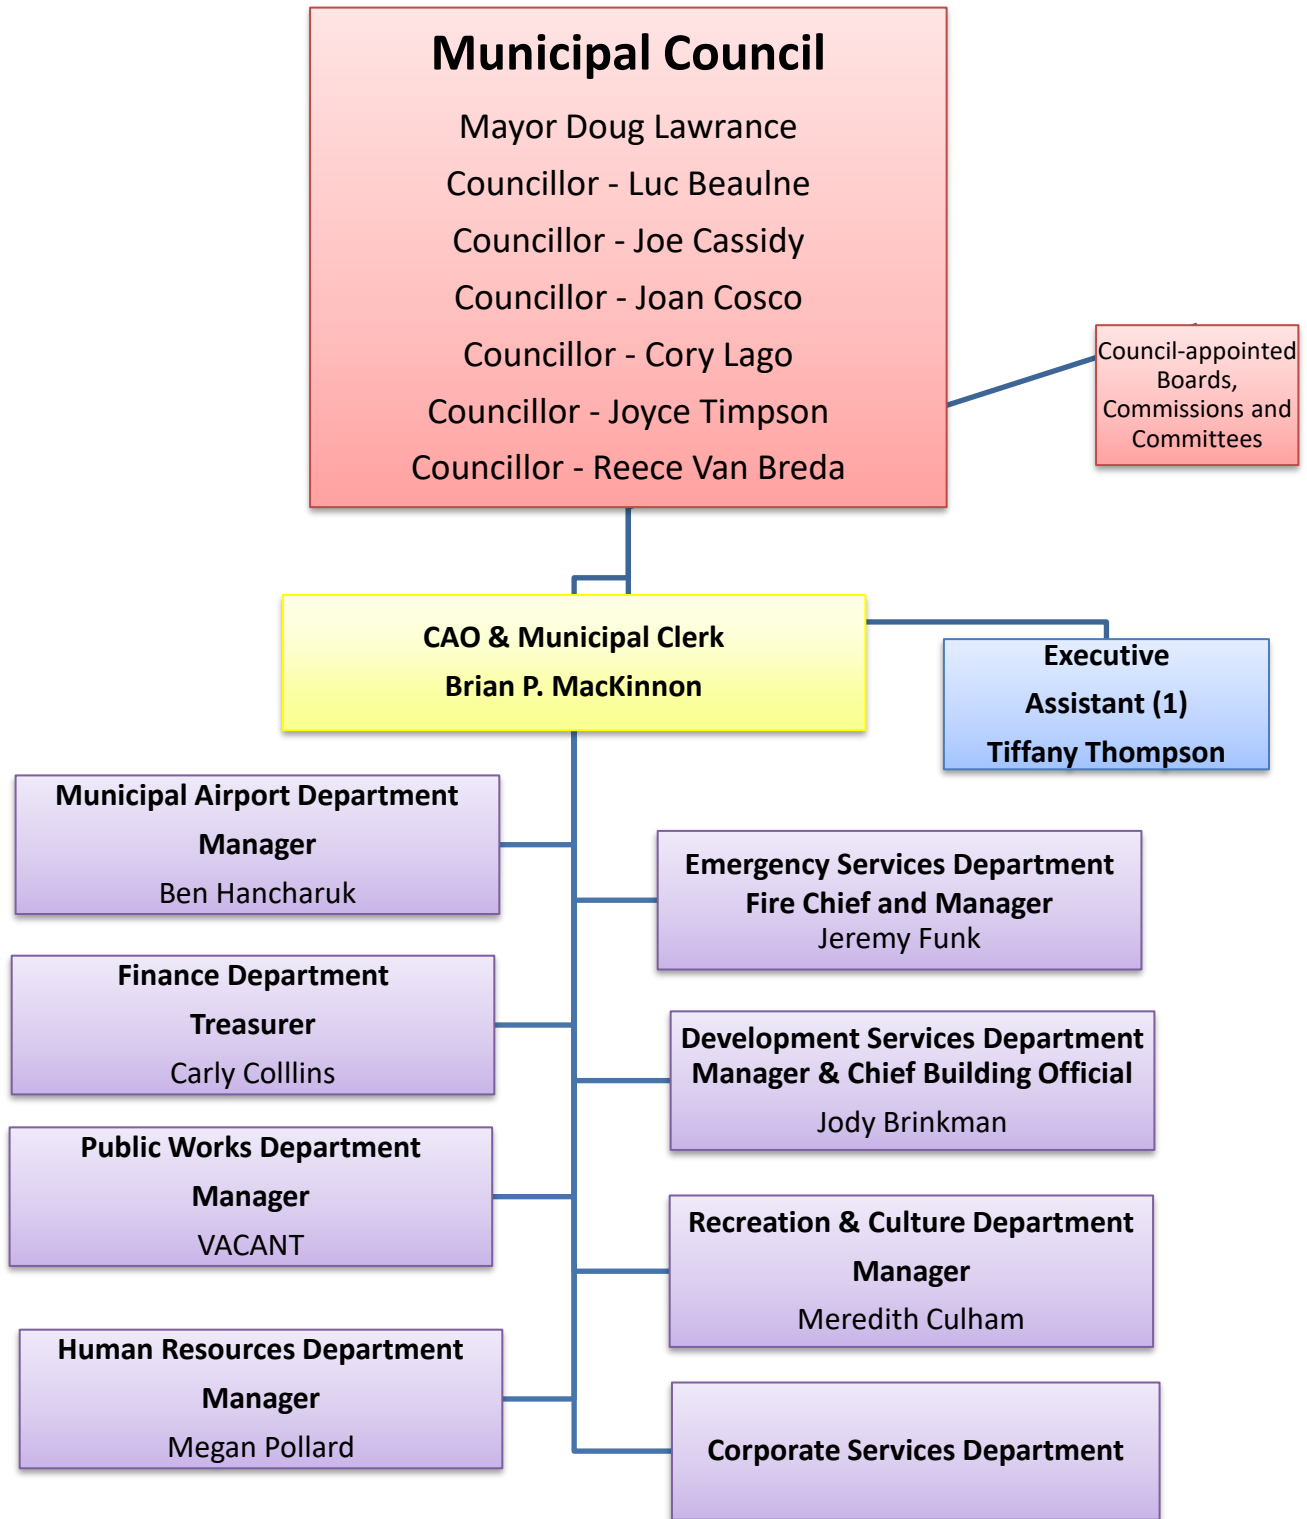 Municipal Council
Mayor Doug Lawrance
Councillor - Luc Beaulne
Councillor - Joe Cassidy
Councillor - Joan Cosco
Councillor - Cory Lago
Councillor - Joyce Timpson
Councillor - Reece Van Breda
Council-appointed
Boards,
Commissions and
Committees
CAO & Municipal Clerk
Brian P. MacKinnon
Executive
Assistant (1)
Tiffany Thompson
Municipal Airport Department
Manager
Ben Hancharuk
Emergency Services Department
Fire Chief and Manager
Jeremy Funk
Finance Department
Treasurer
Carly Colllins
Development Services Department
Manager & Chief Building Official
Jody Brinkman
Public Works Department
Manager
VACANT
Recreation & Culture Department
Manager
Meredith Culham
Human Resources Department
Manager
Megan Pollard
Corporate Services Department